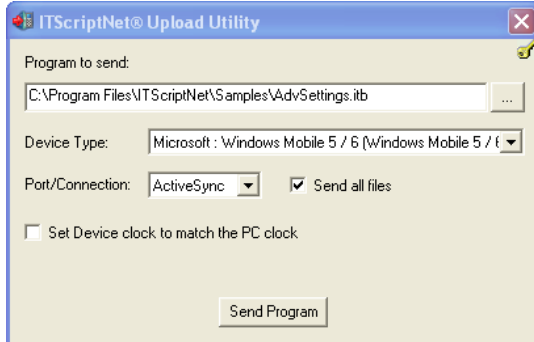 ITScriptNet® Upload Utility
Program to send:
C:\Program Files\ITScriptNet\Samples\AdvSettings.itb
...
Device Type: Microsoft : Windows Mobile 5 / 6 (Windows Mobile 5 / 6
Port/Connection: ActiveSync Send all files
Set Device clock to match the PC clock
Send Program